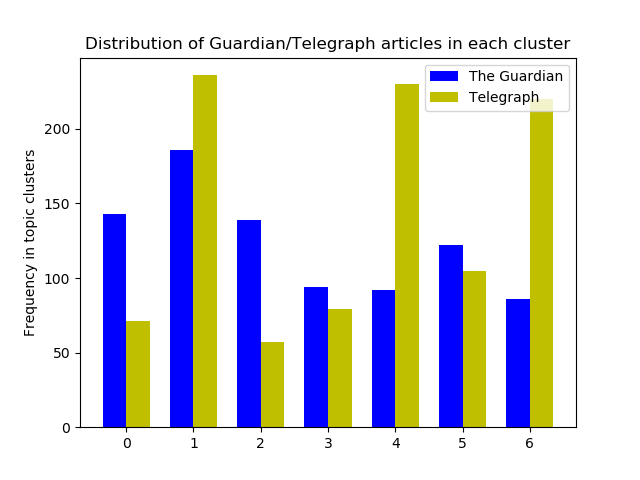 Distribution of Guardian/Telegraph articles in each cluster
The Guardian
Telegraph
Frequency in topic clusters
200
150
100
50
0
0 1 2 3 4 5 6